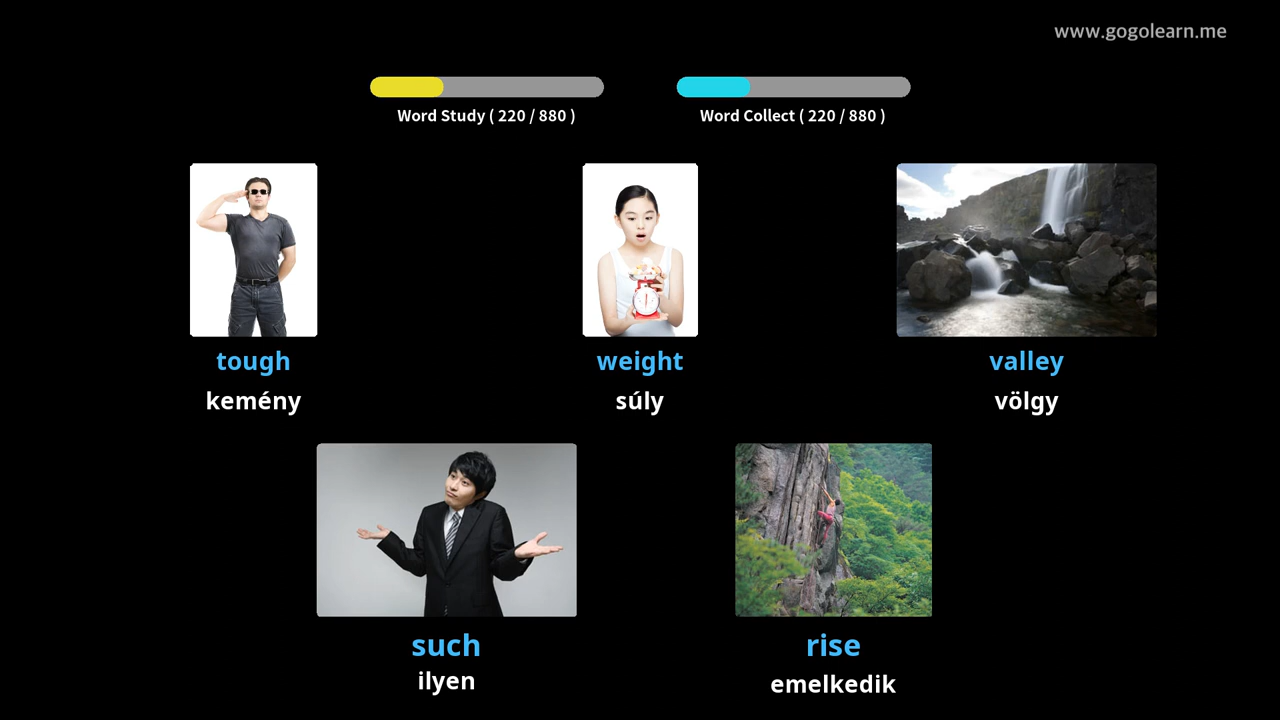 www.gogolearn.me
Word Study ( 220 / 880 )
Word Collect ( 220 / 880 )
tough
weight
valley
kemény
súly
völgy
such
rise
ilyen
emelkedik